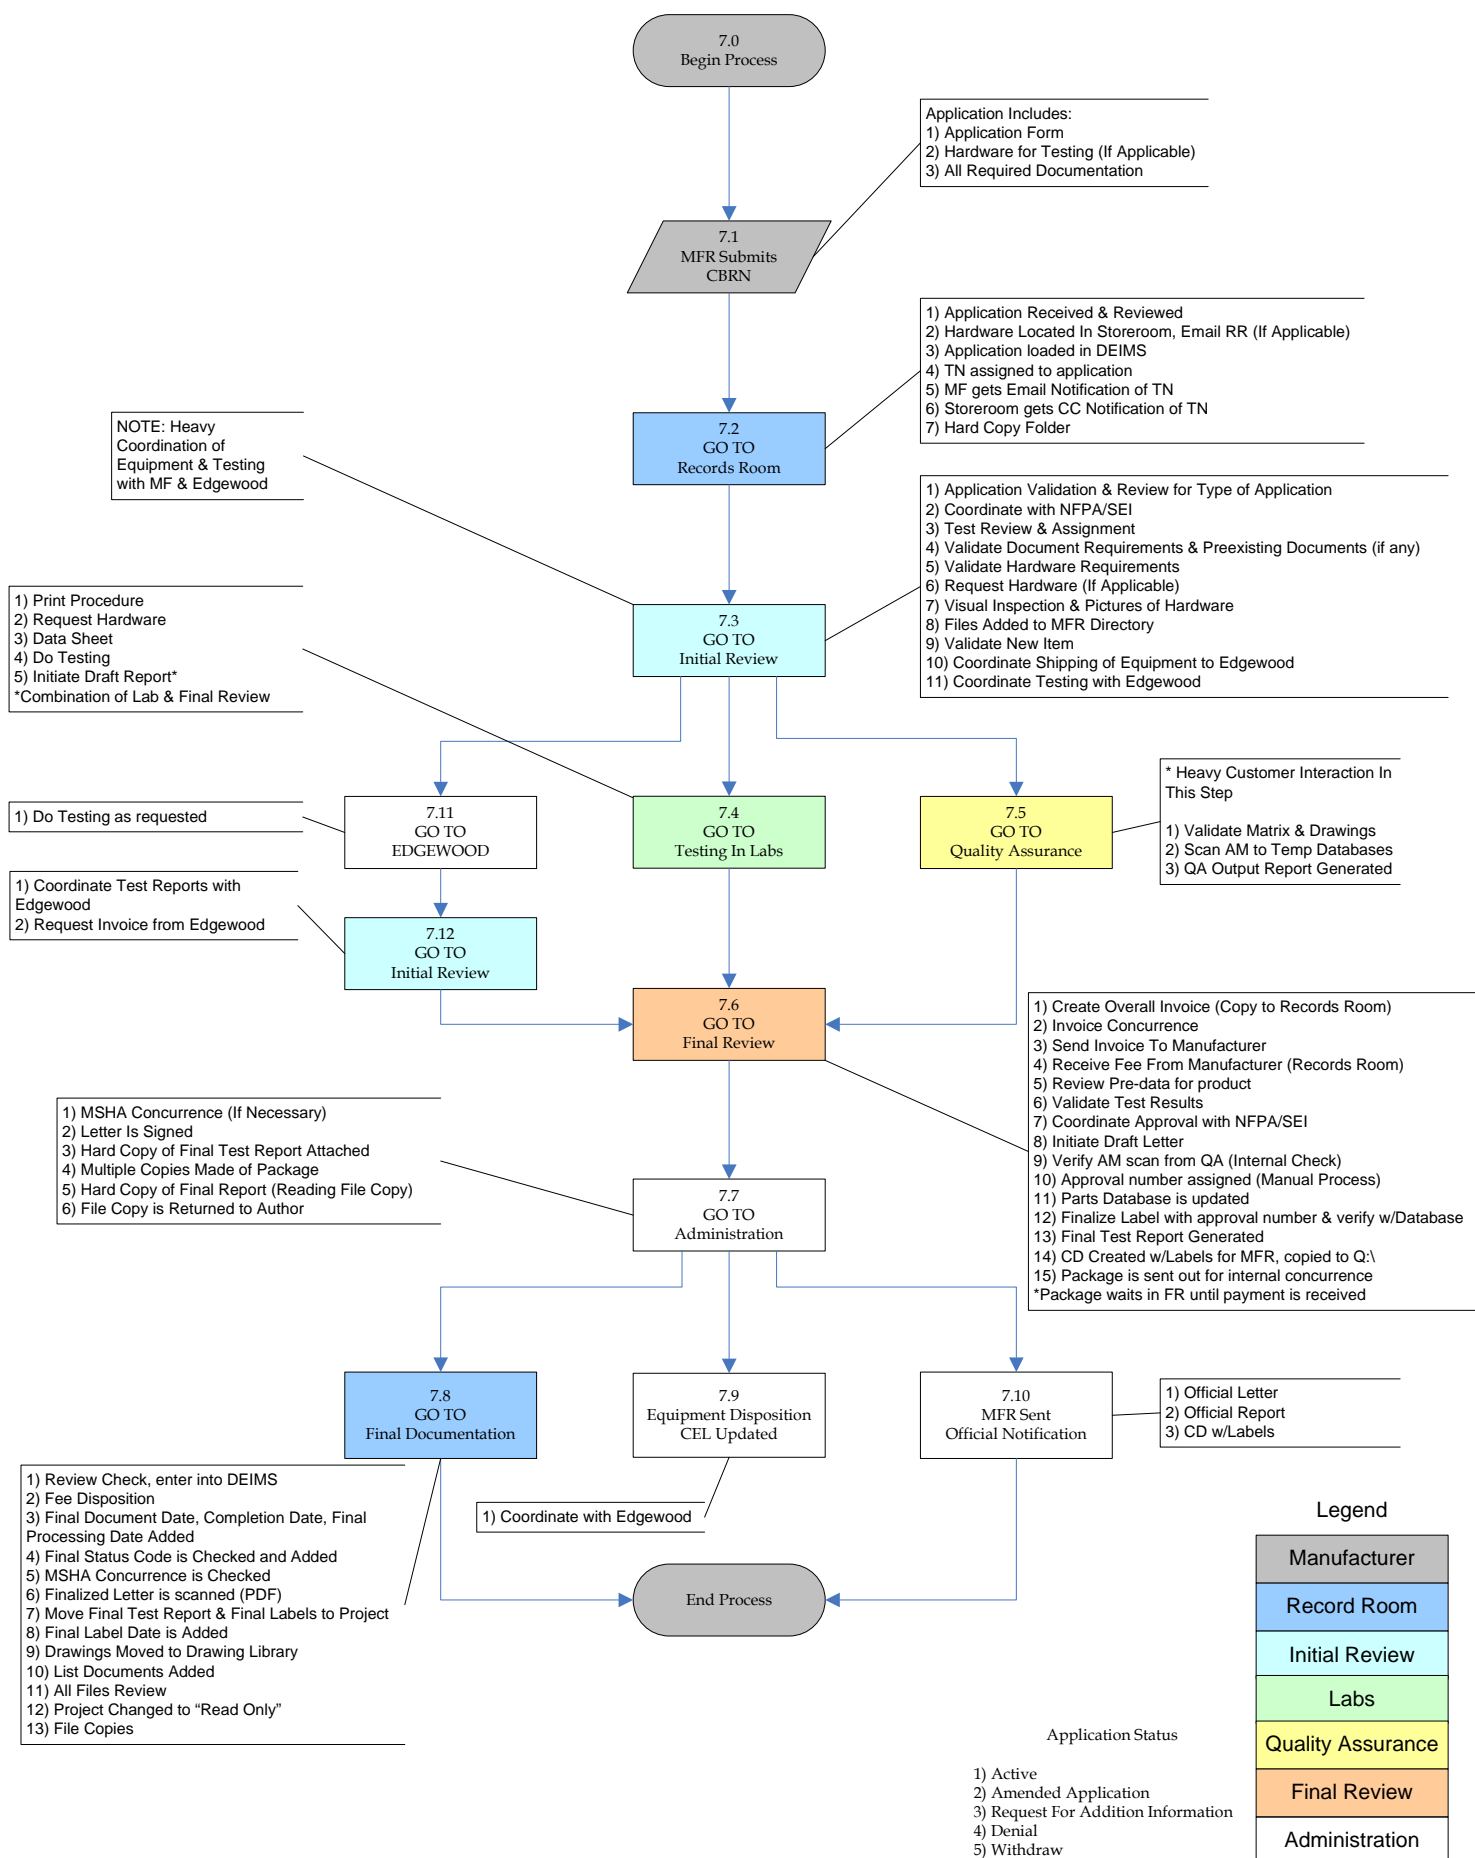 7.0
Begin Process
Application Includes:
1) Application Form
2) Hardware for Testing (If Applicable)
3) All Required Documentation
7.1
MFR Submits
CBRN
1) Application Received & Reviewed
2) Hardware Located In Storeroom, Email RR (If Applicable)
3) Application loaded in DEIMS
4) TN assigned to application
5) MF gets Email Notification of TN
6) Storeroom gets CC Notification of TN
7) Hard Copy Folder
7.2
GO TO
Records Room
NOTE: Heavy
Coordination of
Equipment & Testing
with MF & Edgewood
1) Application Validation & Review for Type of Application
2) Coordinate with NFPA/SEI
3) Test Review & Assignment
4) Validate Document Requirements & Preexisting Documents (if any)
5) Validate Hardware Requirements
6) Request Hardware (If Applicable)
7) Visual Inspection & Pictures of Hardware
8) Files Added to MFR Directory
9) Validate New Item
10) Coordinate Shipping of Equipment to Edgewood
11) Coordinate Testing with Edgewood
7.3
GO TO
Initial Review
1) Print Procedure
2) Request Hardware
3) Data Sheet
4) Do Testing
5) Initiate Draft Report*
*Combination of Lab & Final Review
1) Do Testing as requested
7.11
GO TO
EDGEWOOD
7.4
GO TO
Testing In Labs
7.5
GO TO
Quality Assurance
* Heavy Customer Interaction In
This Step
1) Validate Matrix & Drawings
2) Scan AM to Temp Databases
3) QA Output Report Generated
1) Coordinate Test Reports with
Edgewood
2) Request Invoice from Edgewood
7.12
GO TO
Initial Review
7.6
GO TO
Final Review
1) Create Overall Invoice (Copy to Records Room)
2) Invoice Concurrence
3) Send Invoice To Manufacturer
4) Receive Fee From Manufacturer (Records Room)
5) Review Pre-data for product
6) Validate Test Results
7) Coordinate Approval with NFPA/SEI
8) Initiate Draft Letter
9) Verify AM scan from QA (Internal Check)
10) Approval number assigned (Manual Process)
11) Parts Database is updated
12) Finalize Label with approval number & verify w/Database
13) Final Test Report Generated
14) CD Created w/Labels for MFR, copied to Q:\
15) Package is sent out for internal concurrence
*Package waits in FR until payment is received
1) MSHA Concurrence (If Necessary)
2) Letter Is Signed
3) Hard Copy of Final Test Report Attached
4) Multiple Copies Made of Package
5) Hard Copy of Final Report (Reading File Copy)
6) File Copy is Returned to Author
7.7
GO TO
Administration
7.8
GO TO
Final Documentation
7.9
Equipment Disposition
CEL Updated
7.10
MFR Sent
Official Notification
1) Official Letter
2) Official Report
3) CD w/Labels
1) Review Check, enter into DEIMS
2) Fee Disposition
3) Final Document Date, Completion Date, Final
Processing Date Added
4) Final Status Code is Checked and Added
5) MSHA Concurrence is Checked
6) Finalized Letter is scanned (PDF)
7) Move Final Test Report & Final Labels to Project
8) Final Label Date is Added
9) Drawings Moved to Drawing Library
10) List Documents Added
11) All Files Review
12) Project Changed to “Read Only”
13) File Copies
1) Coordinate with Edgewood
End Process
Legend
Manufacturer
Record Room
Initial Review
Labs
Quality Assurance
Final Review
Administration
Application Status
1) Active
2) Amended Application
3) Request For Addition Information
4) Denial
5) Withdraw